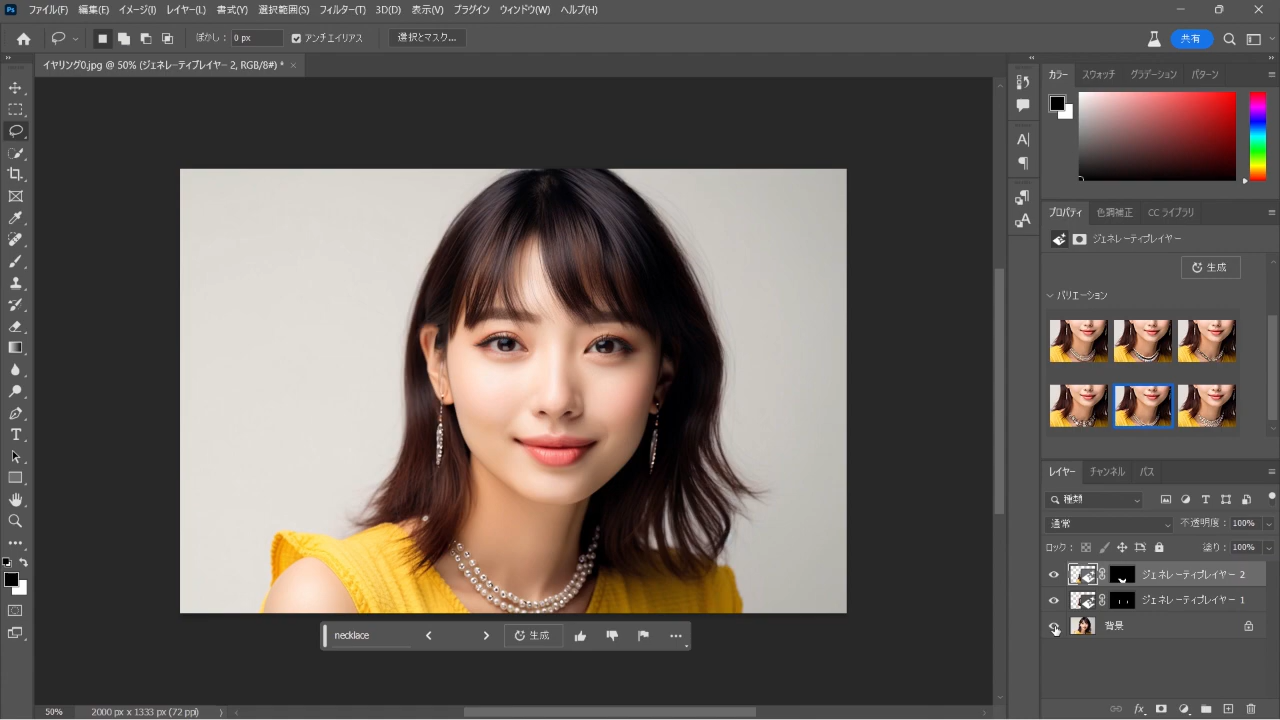 Ps ファイル(F) 編集(E) イメージ(I) レイヤー(L) 書式(Y) 選択範囲(S) フィルター(T) 3D(D) 表示(V) プラグイン ウィンドウ(W) ヘルプ(H)
ぼかし : 0 px アンチエイリアス 選択とマスク... 共有
イヤリング0.jpg @ 50% (ジェネレーティブレイヤー 2, RGB/8#) * ×
カラー スウォッチ グラデーション パターン
プロパティ 色調補正 CC ライブラリ
ジェネレーティブレイヤー
生成
バリエーション
レイヤー チャンネル パス
種類
通常 不透明度 : 100%
ロック : 塗り : 100%
ジェネレーティブレイヤー 2
ジェネレーティブレイヤー 1
背景
necklace 生成
50% 2000 px x 1333 px (72 ppi)